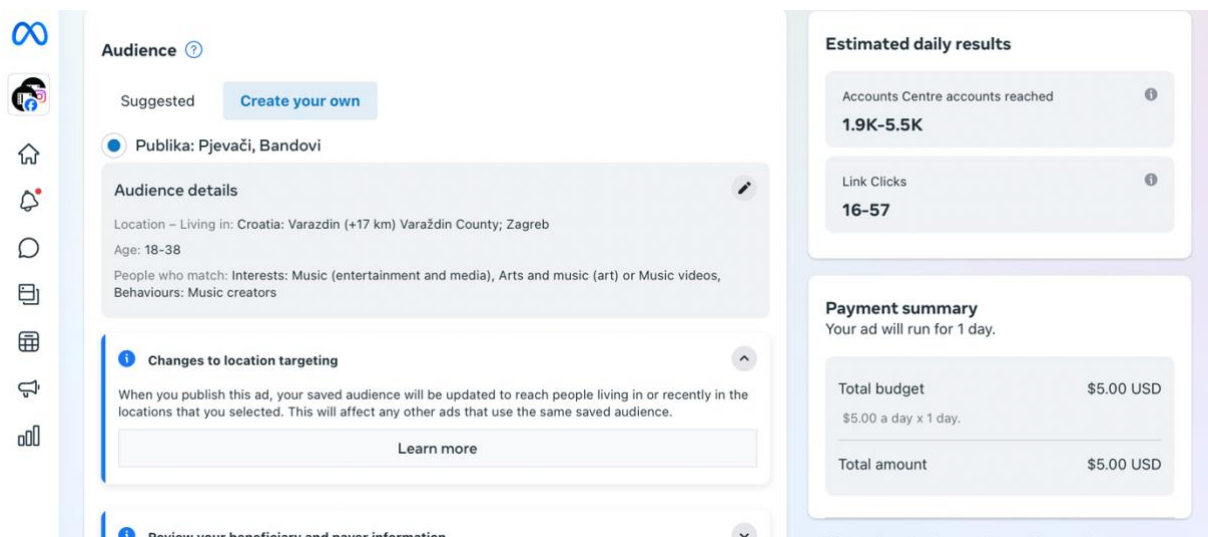 Audience
Suggested
Create your own
Publika: Pjevači, Bandovi
Audience details
Location – Living in: Croatia: Varazdin (+17 km) Varaždin County; Zagreb
Age: 18-38
People who match: Interests: Music (entertainment and media), Arts and music (art) or Music videos,
Behaviours: Music creators
Changes to location targeting
When you publish this ad, your saved audience will be updated to reach people living in or recently in the
locations that you selected. This will affect any other ads that use the same saved audience.
Learn more
Review your beneficiary and payer information
Estimated daily results
Accounts Centre accounts reached
1.9K-5.5K
Link Clicks
16-57
Payment summary
Your ad will run for 1 day.
Total budget $5.00 USD
$5.00 a day x 1 day.
Total amount $5.00 USD